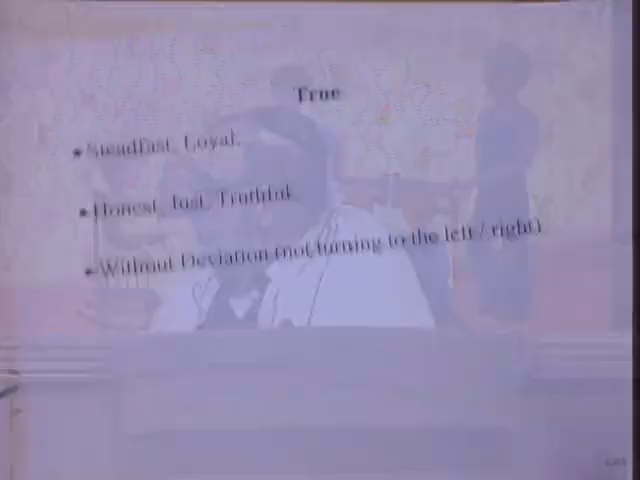 True
• Steadfast, Loyal,
• Honest, Just, Truthful
• Without Deviation (not turning to the left / right)